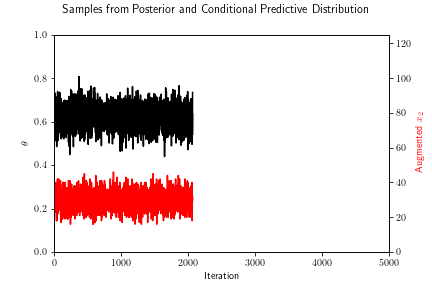 Samples from Posterior and Conditional Predictive Distribution
1.0
0.8
0.6
0.4
0.2
0.0
θ
120
100
80
60
40
20
0
Augmented x₂
0 1000 2000 3000 4000 5000
Iteration